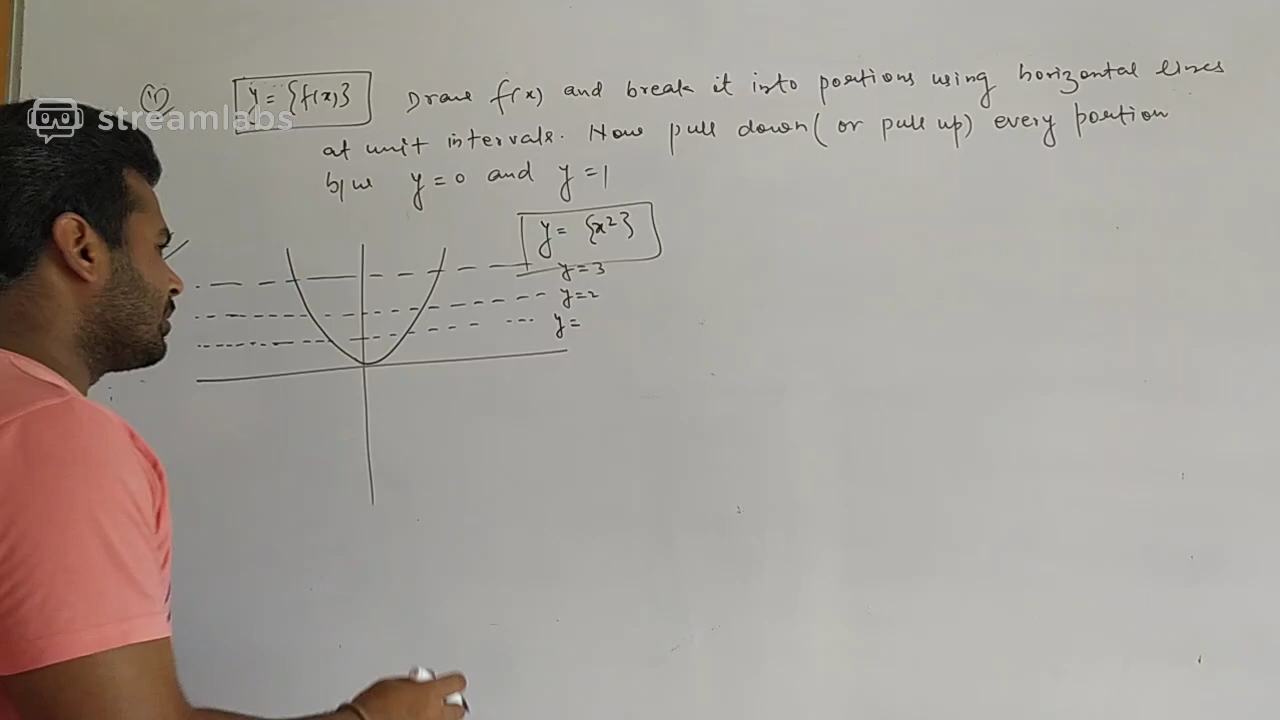 streamlabs
(v) y = {f(x)} Draw f(x) and break it into portions using horizontal lines
at unit intervals. Now pull down (or pull up) every portion
b/w y = 0 and y = 1
y = {x²}
y = 3
y = 2
y =